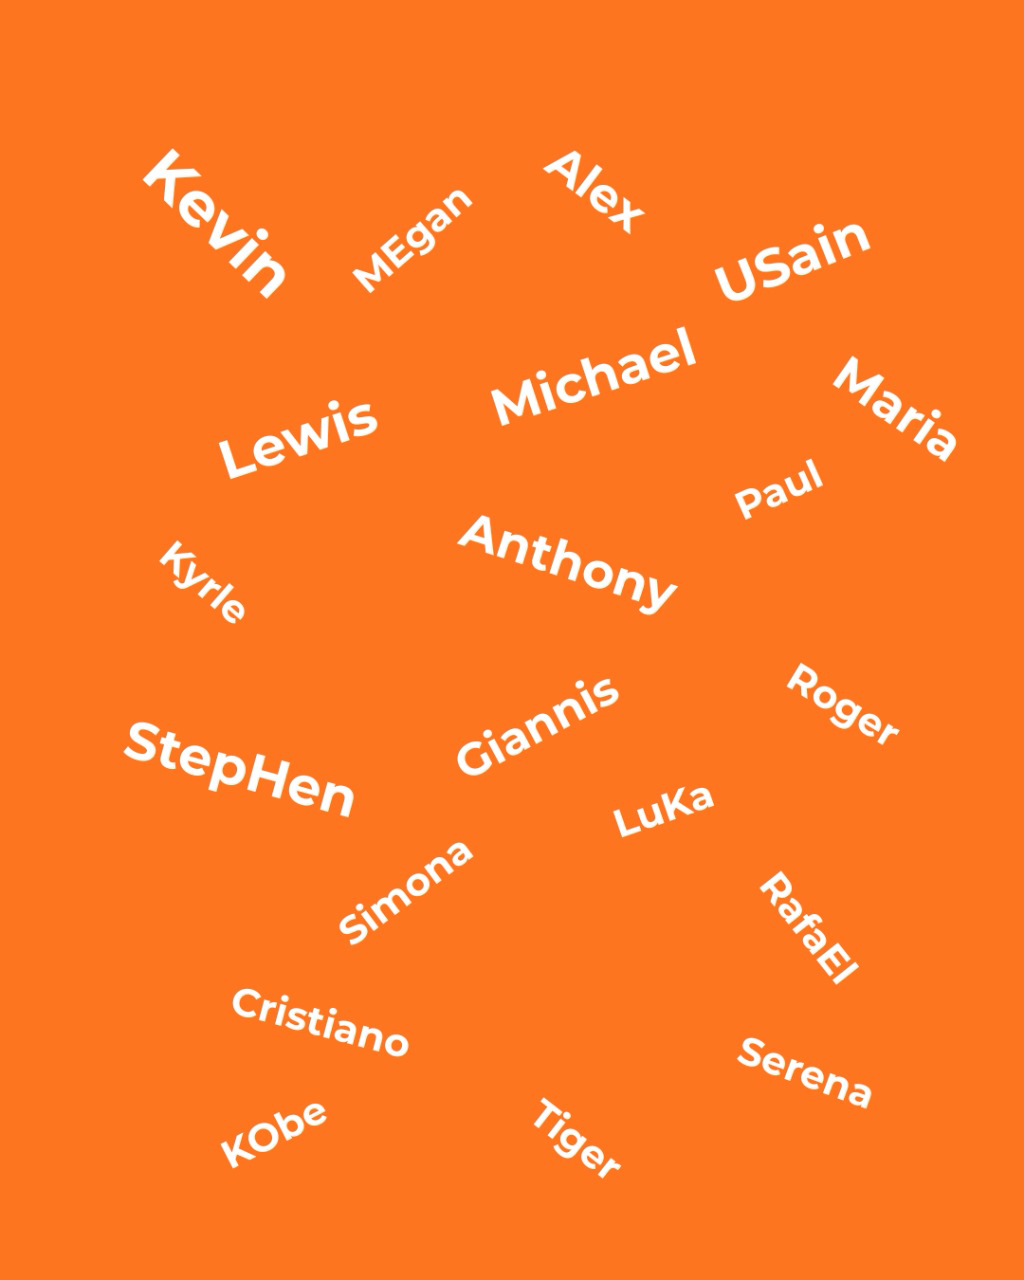 Kevin
MEgan
Alex
USain
Michael
Maria
Lewis
Paul
Anthony
Kyrle
Roger
Giannis
StepHen
LuKa
Simona
RafaEl
Cristiano
Serena
KObe
Tiger